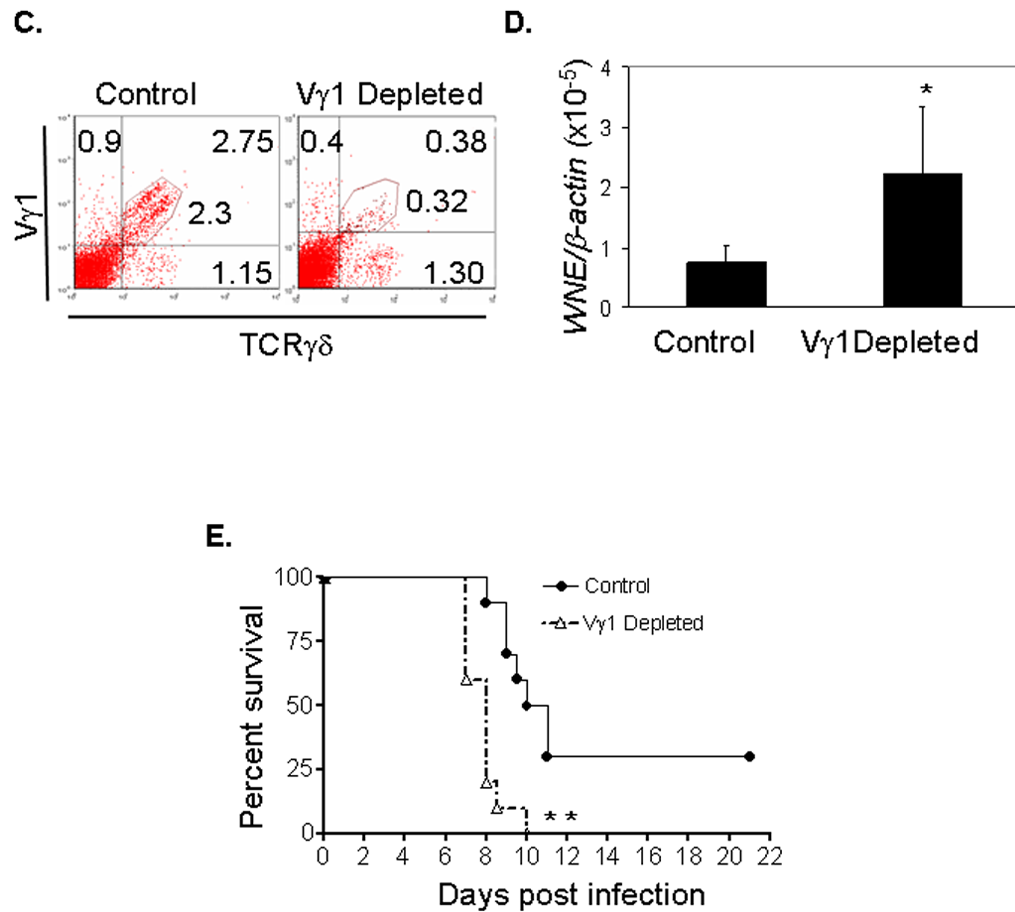 C.
Control
Vγ1 Depleted
Vγ1
0.9
2.75
2.3
1.15
0.4
0.38
0.32
1.30
TCRγδ
D.
WNE/β-actin (x10-5)
4
3
2
1
0
*
Control
Vγ1Depleted
E.
Percent survival
100
75
50
25
0
Control
Vγ1 Depleted
* *
0 2 4 6 8 10 12 14 16 18 20 22
Days post infection